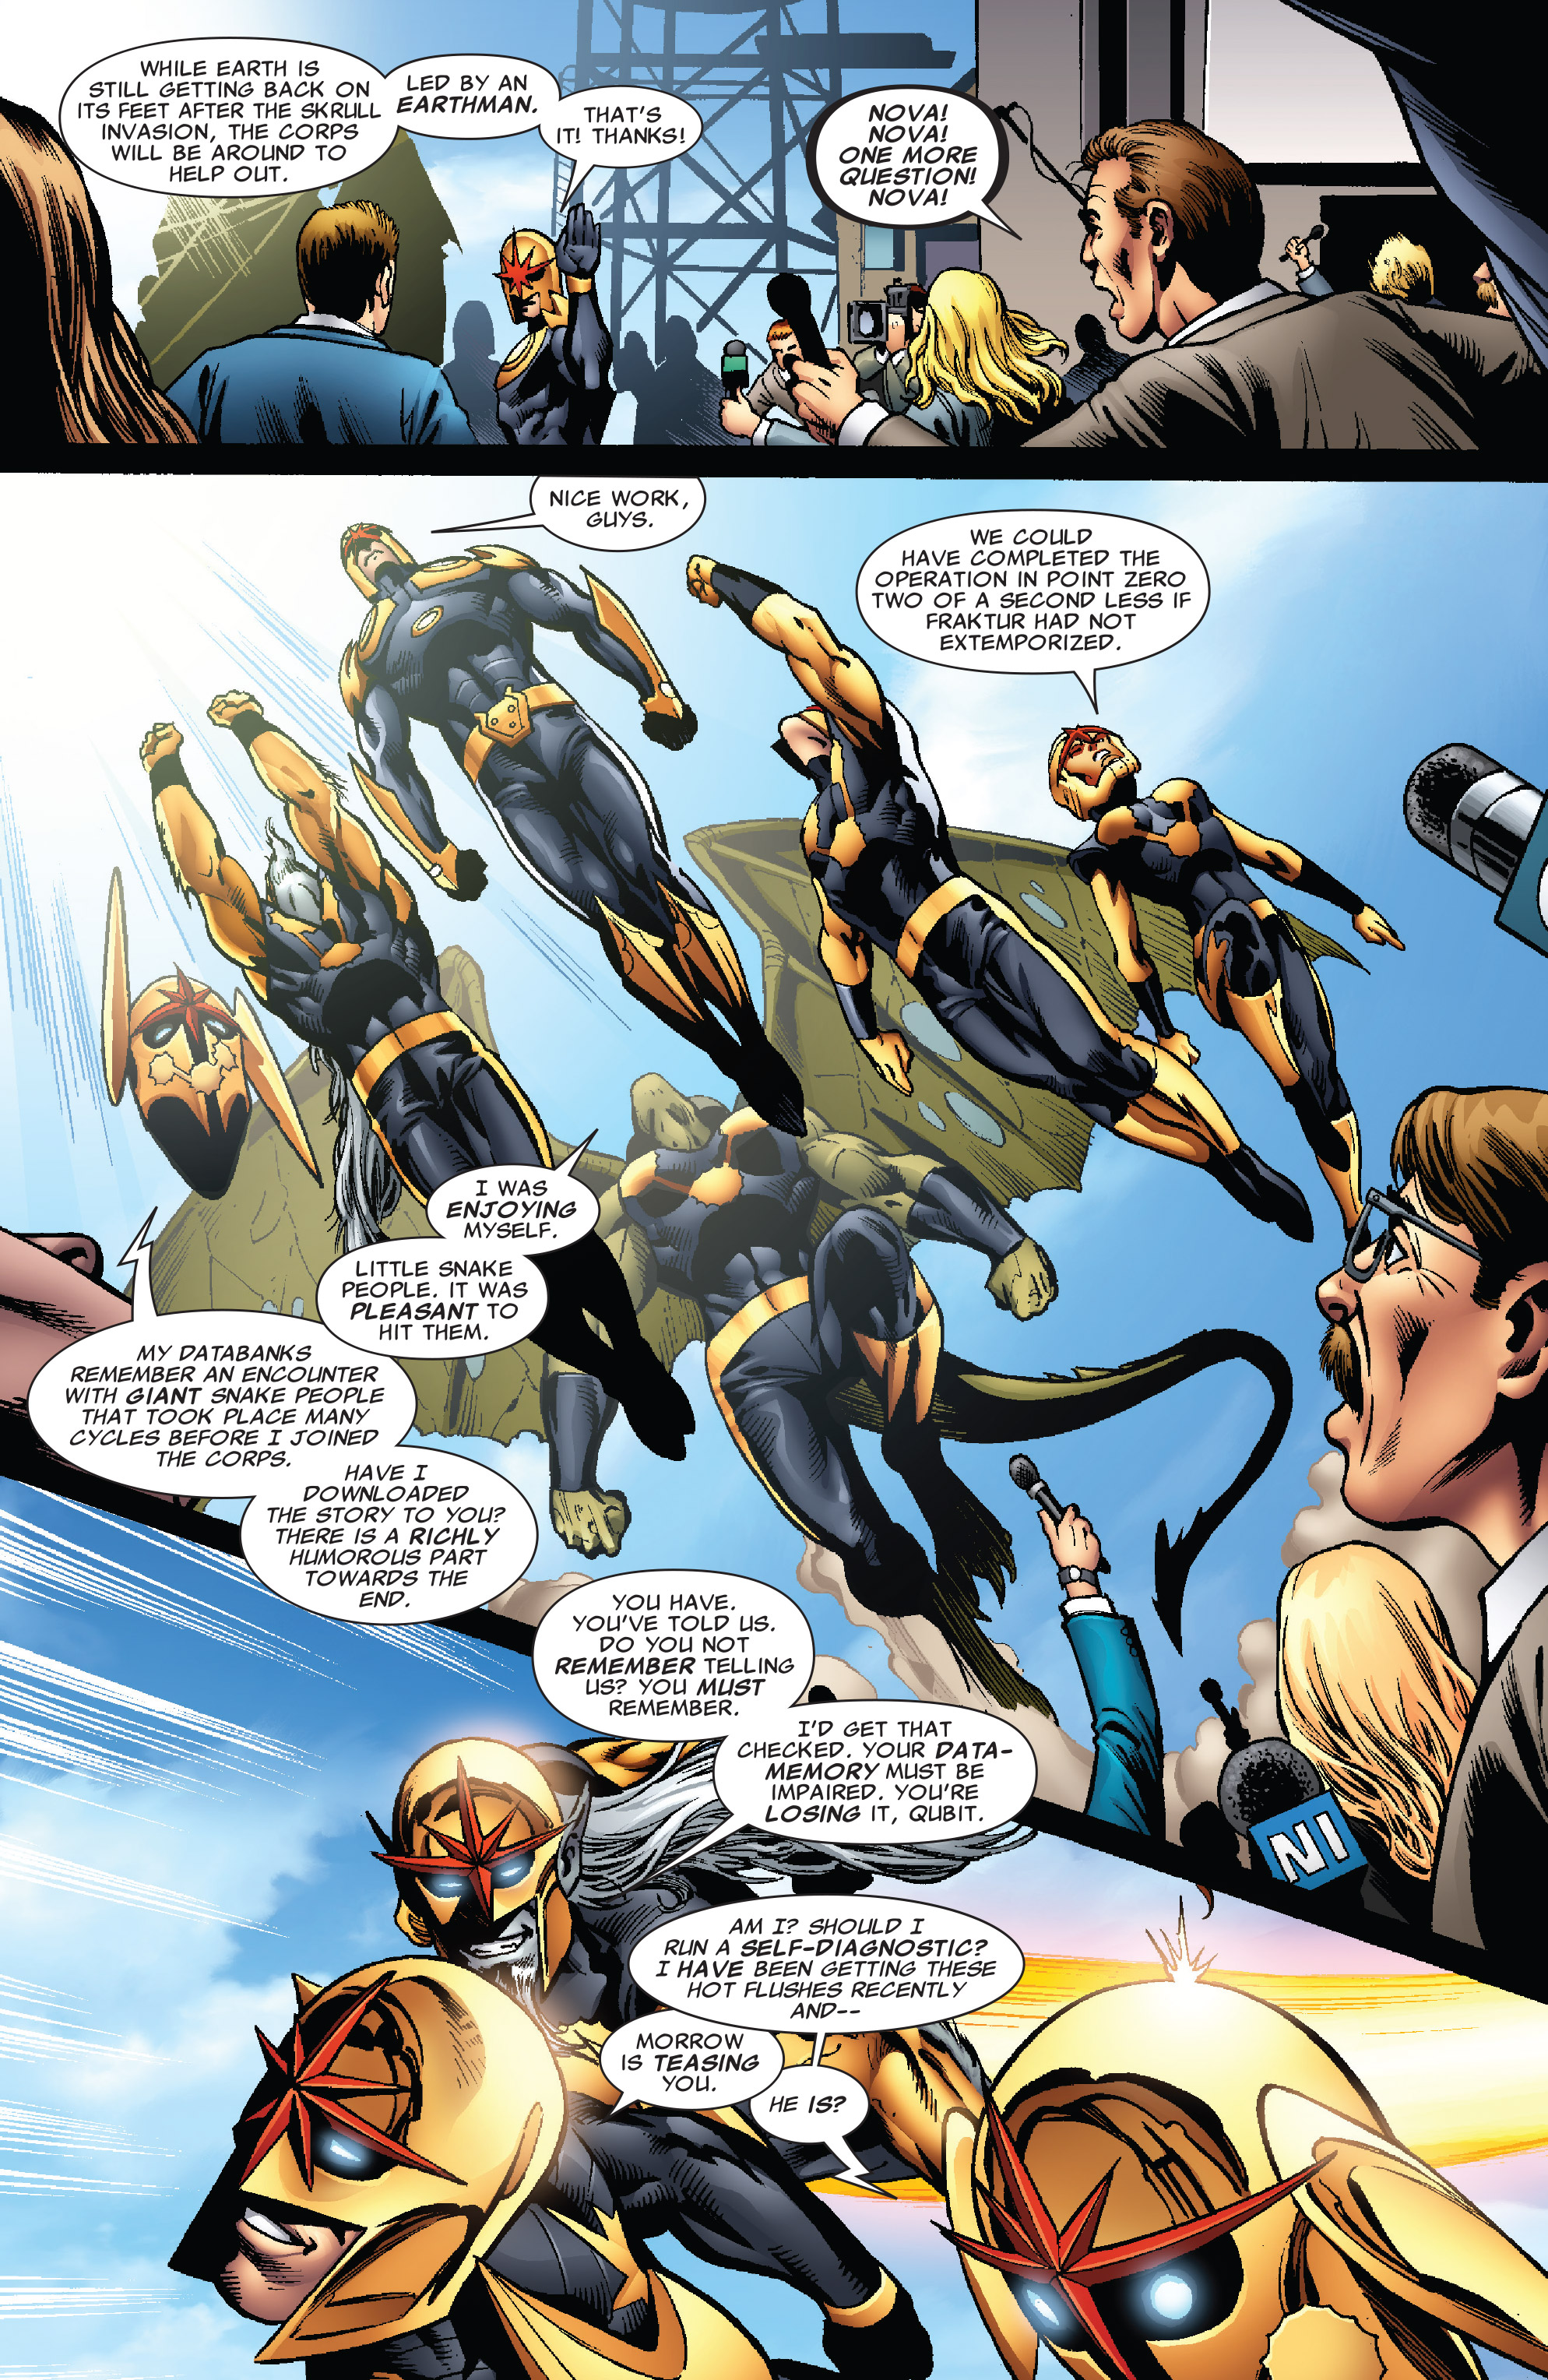 WHILE EARTH IS
STILL GETTING BACK ON
ITS FEET AFTER THE SKRULL
INVASION, THE CORPS
WILL BE AROUND TO
HELP OUT.
LED BY AN
EARTHMAN.
THAT'S
IT! THANKS!
NOVA!
NOVA!
ONE MORE
QUESTION!
NOVA!
NICE WORK,
GUYS.
WE COULD
HAVE COMPLETED THE
OPERATION IN POINT ZERO
TWO OF A SECOND LESS IF
FRAKTUR HAD NOT
EXTEMPORIZED.
I WAS
ENJOYING
MYSELF.
LITTLE SNAKE
PEOPLE. IT WAS
PLEASANT TO
HIT THEM.
MY DATABANKS
REMEMBER AN ENCOUNTER
WITH GIANT SNAKE PEOPLE
THAT TOOK PLACE MANY
CYCLES BEFORE I JOINED
THE CORPS.
HAVE I
DOWNLOADED
THE STORY TO YOU?
THERE IS A RICHLY
HUMOROUS PART
TOWARDS THE
END.
YOU HAVE.
YOU'VE TOLD US.
DO YOU NOT
REMEMBER TELLING
US? YOU MUST
REMEMBER.
I'D GET THAT
CHECKED. YOUR DATA-
MEMORY MUST BE
IMPAIRED. YOU'RE
LOSING IT, QUBIT.
NI
AM I? SHOULD I
RUN A SELF-DIAGNOSTIC?
I HAVE BEEN GETTING THESE
HOT FLUSHES RECENTLY
AND--
MORROW
IS TEASING
YOU.
HE IS?